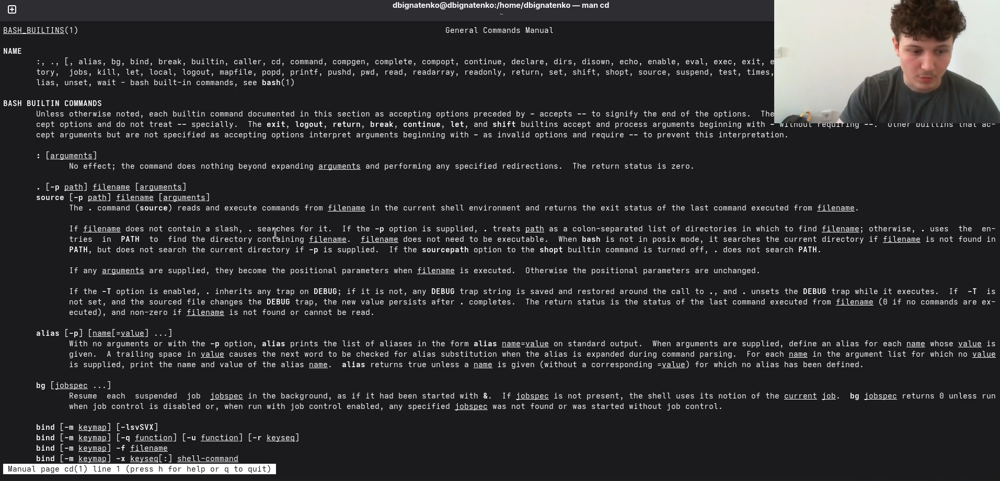 dbignatenko@dbignatenko:/home/dbignatenko — man cd
~
BASH_BUILTINS(1) General Commands Manual
NAME
:, ., [, alias, bg, bind, break, builtin, caller, cd, command, compgen, complete, compopt, continue, declare, dirs, disown, echo, enable, eval, exec, exit,
tory, jobs, kill, let, local, logout, mapfile, popd, printf, pushd, pwd, read, readarray, readonly, return, set, shift, shopt, source, suspend, test, times,
lias, unset, wait - bash built-in commands, see bash(1)
BASH BUILTIN COMMANDS
Unless otherwise noted, each builtin command documented in this section as accepting options preceded by - accepts -- to signify the end of the options. The
cept options and do not treat -- specially. The exit, logout, return, break, continue, let, and shift builtins accept and process arguments beginning with - without requiring --. Other builtins that ac-
cept arguments but are not specified as accepting options interpret arguments beginning with - as invalid options and require -- to prevent this interpretation.
: [arguments]
No effect; the command does nothing beyond expanding arguments and performing any specified redirections. The return status is zero.
. [-p path] filename [arguments]
source [-p path] filename [arguments]
The . command (source) reads and execute commands from filename in the current shell environment and returns the exit status of the last command executed from filename.
If filename does not contain a slash, . searches for it. If the -p option is supplied, . treats path as a colon-separated list of directories in which to find filename; otherwise, . uses the en-
tries in PATH to find the directory containing filename. filename does not need to be executable. When bash is not in posix mode, it searches the current directory if filename is not found in
PATH, but does not search the current directory if -p is supplied. If the sourcepath option to the shopt builtin command is turned off, . does not search PATH.
If any arguments are supplied, they become the positional parameters when filename is executed. Otherwise the positional parameters are unchanged.
If the -T option is enabled, . inherits any trap on DEBUG; if it is not, any DEBUG trap string is saved and restored around the call to ., and . unsets the DEBUG trap while it executes. If -T is
not set, and the sourced file changes the DEBUG trap, the new value persists after . completes. The return status is the status of the last command executed from filename (0 if no commands are ex-
ecuted), and non-zero if filename is not found or cannot be read.
alias [-p] [name[=value] ...]
With no arguments or with the -p option, alias prints the list of aliases in the form alias name=value on standard output. When arguments are supplied, define an alias for each name whose value is
given. A trailing space in value causes the next word to be checked for alias substitution when the alias is expanded during command parsing. For each name in the argument list for which no value
is supplied, print the name and value of the alias name. alias returns true unless a name is given (without a corresponding =value) for which no alias has been defined.
bg [jobspec ...]
Resume each suspended job jobspec in the background, as if it had been started with &. If jobspec is not present, the shell uses its notion of the current job. bg jobspec returns 0 unless run
when job control is disabled or, when run with job control enabled, any specified jobspec was not found or was started without job control.
bind [-m keymap] [-lsvSVX]
bind [-m keymap] [-q function] [-u function] [-r keyseq]
bind [-m keymap] -f filename
bind [-m keymap] -x keyseq[:] shell-command
Manual page cd(1) line 1 (press h for help or q to quit)